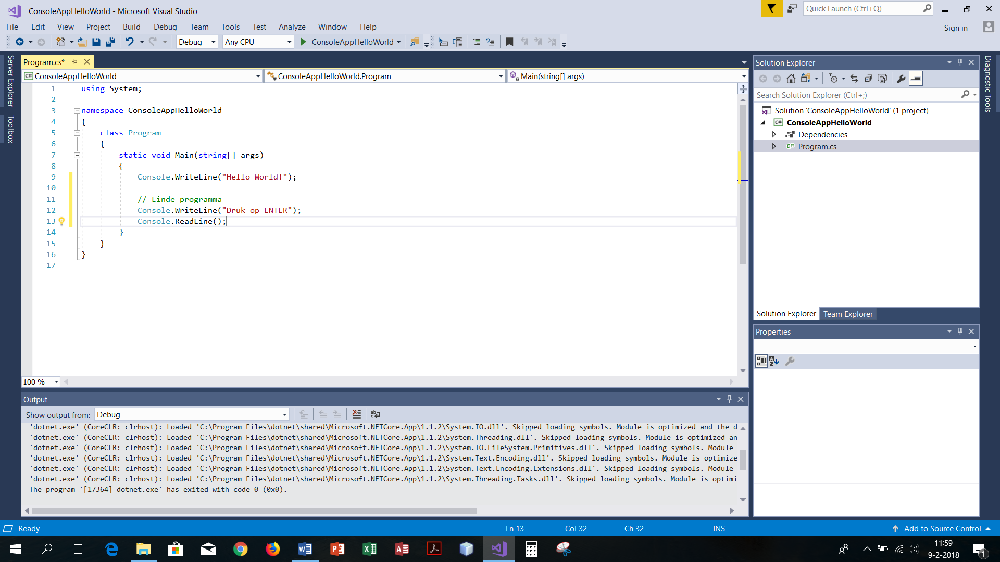 ConsoleAppHelloWorld - Microsoft Visual Studio
Quick Launch (Ctrl+Q)
File Edit View Project Build Debug Team Tools Test Analyze Window Help
Sign in
Debug Any CPU ConsoleAppHelloWorld
Server Explorer
Toolbox
Program.cs*
ConsoleAppHelloWorld ConsoleAppHelloWorld.Program Main(string[] args)
1 using System;
2
3 namespace ConsoleAppHelloWorld
4 {
5 class Program
6 {
7 static void Main(string[] args)
8 {
9 Console.WriteLine("Hello World!");
10
11 // Einde programma
12 Console.WriteLine("Druk op ENTER");
13 Console.ReadLine();
14 }
15 }
16 }
17
100 %
Output
Show output from: Debug
'dotnet.exe' (CoreCLR: clrhost): Loaded 'C:\Program Files\dotnet\shared\Microsoft.NETCore.App\1.1.2\System.IO.dll'. Skipped loading symbols. Module is optimized and the d
'dotnet.exe' (CoreCLR: clrhost): Loaded 'C:\Program Files\dotnet\shared\Microsoft.NETCore.App\1.1.2\System.Threading.dll'. Skipped loading symbols. Module is optimized an
'dotnet.exe' (CoreCLR: clrhost): Loaded 'C:\Program Files\dotnet\shared\Microsoft.NETCore.App\1.1.2\System.IO.FileSystem.Primitives.dll'. Skipped loading symbols. Module
'dotnet.exe' (CoreCLR: clrhost): Loaded 'C:\Program Files\dotnet\shared\Microsoft.NETCore.App\1.1.2\System.Text.Encoding.dll'. Skipped loading symbols. Module is optimize
'dotnet.exe' (CoreCLR: clrhost): Loaded 'C:\Program Files\dotnet\shared\Microsoft.NETCore.App\1.1.2\System.Text.Encoding.Extensions.dll'. Skipped loading symbols. Module
'dotnet.exe' (CoreCLR: clrhost): Loaded 'C:\Program Files\dotnet\shared\Microsoft.NETCore.App\1.1.2\System.Threading.Tasks.dll'. Skipped loading symbols. Module is optimi
The program '[17364] dotnet.exe' has exited with code 0 (0x0).
Solution Explorer
Search Solution Explorer (Ctrl+;)
Solution 'ConsoleAppHelloWorld' (1 project)
C# ConsoleAppHelloWorld
Dependencies
C# Program.cs
Solution Explorer Team Explorer
Properties
Diagnostic Tools
Ready Ln 13 Col 32 Ch 32 INS Add to Source Control
11:59
9-2-2018
1